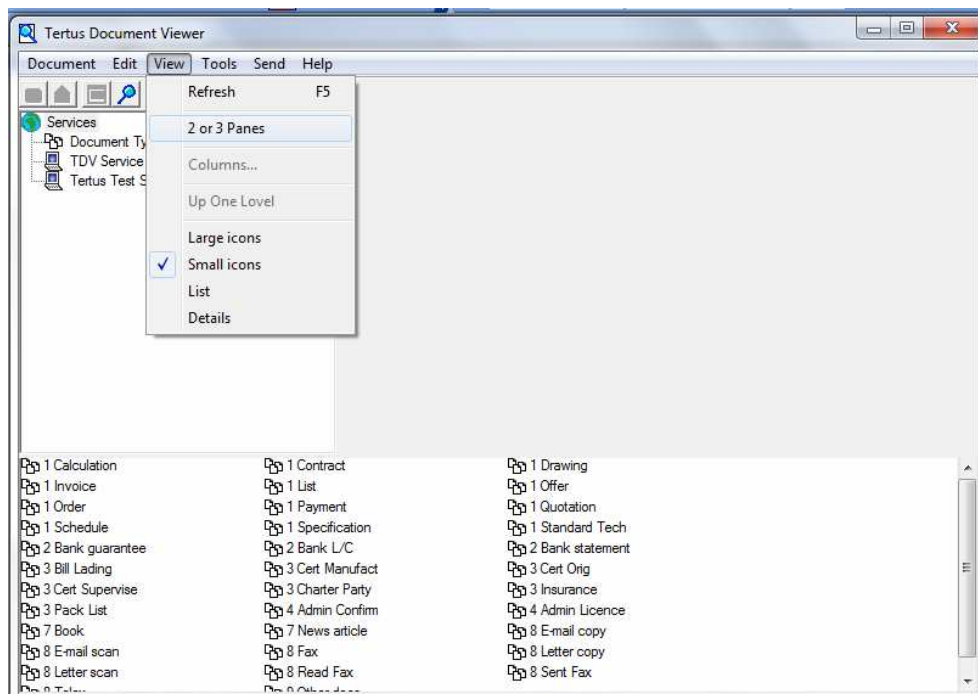 Tertus Document Viewer
Document Edit View Tools Send Help
Refresh F5
Services
2 or 3 Panes
Document Ty
TDV Service
Columns...
Tertus Test S
Up One Level
Large icons
Small icons
List
Details
1 Calculation 1 Contract 1 Drawing
1 Invoice 1 List 1 Offer
1 Order 1 Payment 1 Quotation
1 Schedule 1 Specification 1 Standard Tech
2 Bank guarantee 2 Bank L/C 2 Bank statement
3 Bill Lading 3 Cert Manufact 3 Cert Orig
3 Cert Supervise 3 Charter Party 3 Insurance
3 Pack List 4 Admin Confirm 4 Admin Licence
7 Book 7 News article 8 E-mail copy
8 E-mail scan 8 Fax 8 Letter copy
8 Letter scan 8 Read Fax 8 Sent Fax